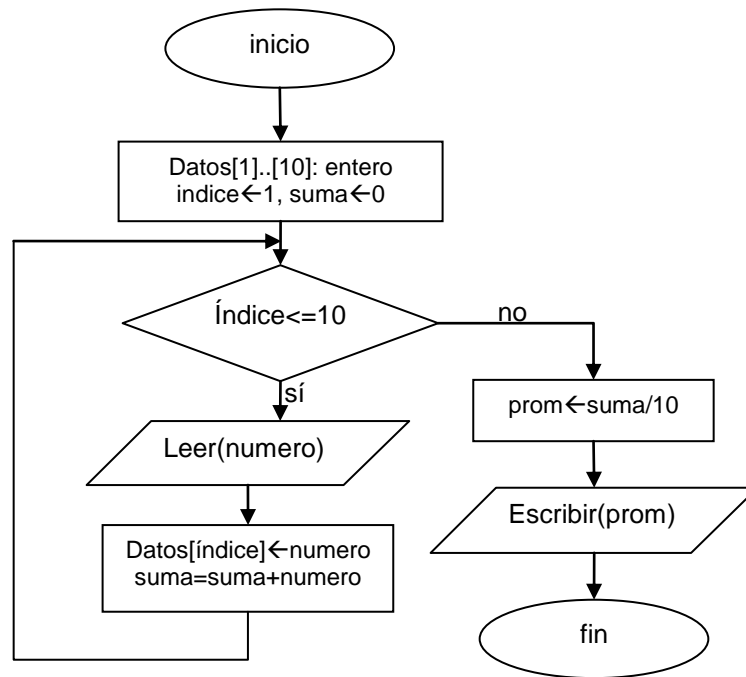 inicio
Datos[1]..[10]: entero
indice←1, suma←0
Índice<=10
no
sí
prom←suma/10
Leer(numero)
Escribir(prom)
Datos[índice]←numero
suma=suma+numero
fin